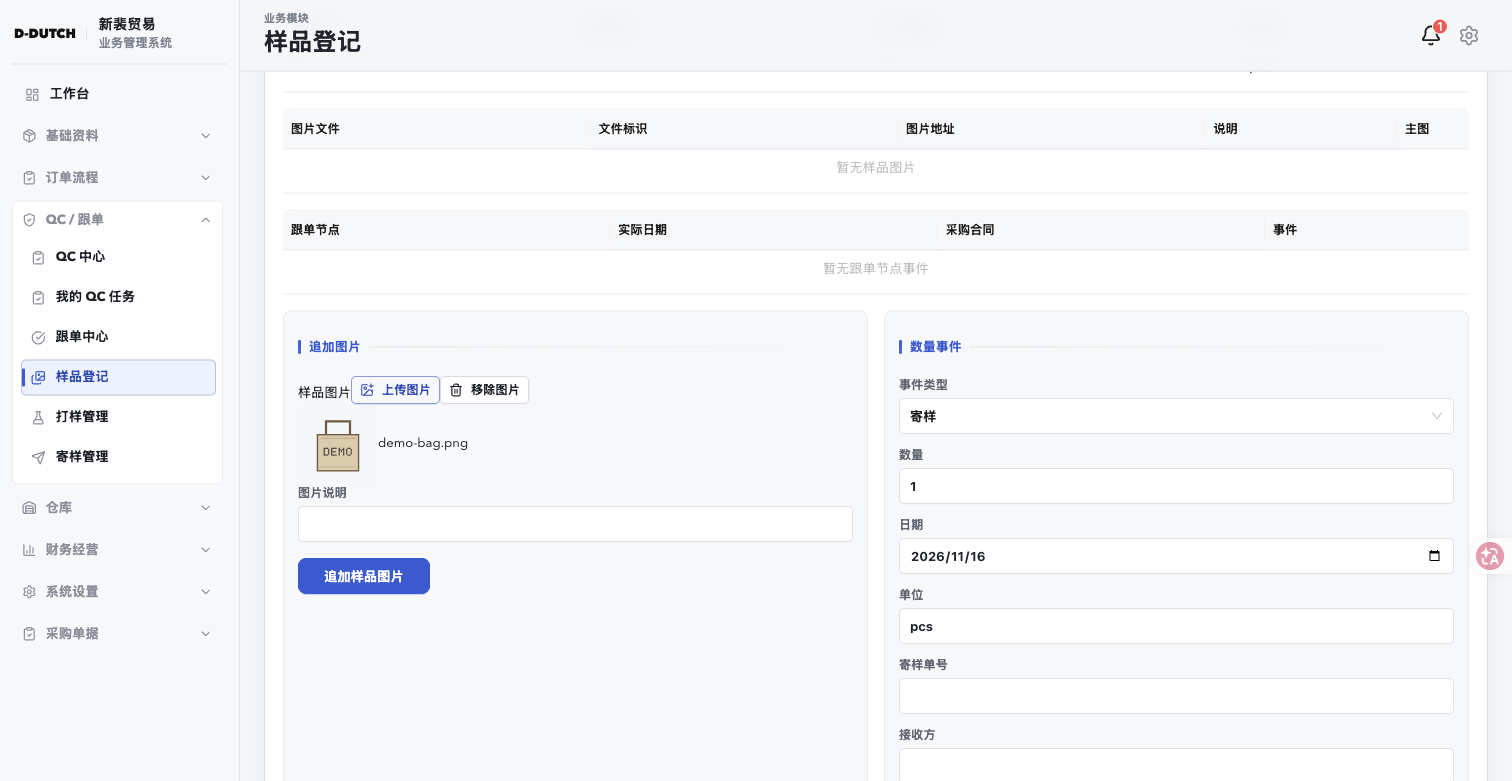 D-DUTCH
新裴贸易
业务管理系统
工作台
基础资料
订单流程
QC / 跟单
QC 中心
我的 QC 任务
跟单中心
样品登记
打样管理
寄样管理
仓库
财务经营
系统设置
采购单据
业务模块
样品登记
1
图片文件 文件标识 图片地址 说明 主图
暂无样品图片
跟单节点 实际日期 采购合同 事件
暂无跟单节点事件
追加图片
样品图片 上传图片 移除图片
DEMO
demo-bag.png
图片说明
追加样品图片
数量事件
事件类型
寄样
数量
1
日期
2026/11/16
单位
pcs
寄样单号
接收方